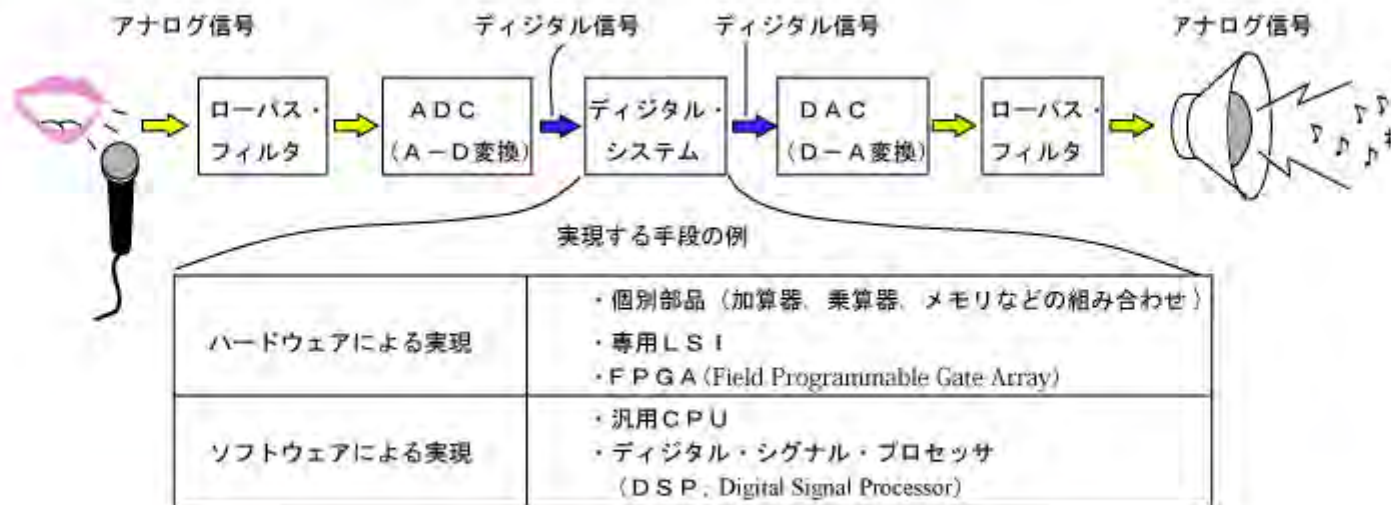 アナログ信号
ディジタル信号
ディジタル信号
アナログ信号
ローパス・
フィルタ
ADC
(A－D変換)
ディジタル・
システム
DAC
(D－A変換)
ローパス・
フィルタ
実現する手段の例
ハードウェアによる実現
・個別部品（加算器、乗算器、メモリなどの組み合わせ）
・専用LSI
・FPGA(Field Programmable Gate Array)
ソフトウェアによる実現
・汎用CPU
・ディジタル・シグナル・プロセッサ
（DSP, Digital Signal Processor）